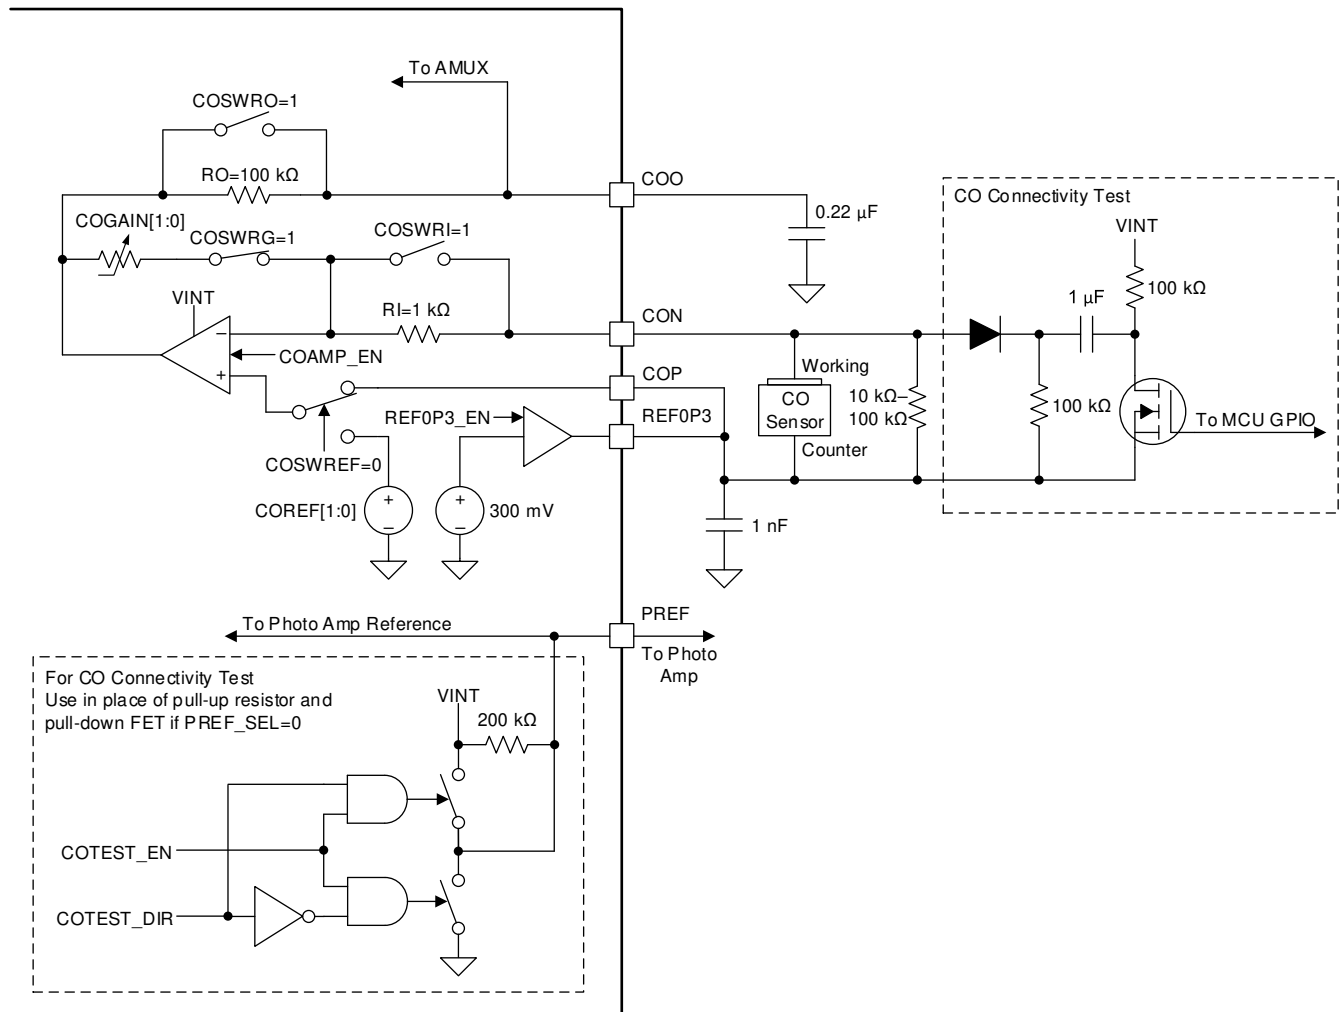 To AMUX
COSWRO=1
RO=100 kΩ
COO
COGAIN[1:0]
COSWRG=1
COSWRI=1
0.22 µF
CO Connectivity Test
VINT
100 kΩ
1 µF
VINT
RI=1 kΩ
CON
COAMP_EN
COP
Working
CO
Sensor
Counter
10 kΩ–
100 kΩ
100 kΩ
To MCU GPIO
REF0P3_EN
REF0P3
COSWREF=0
COREF[1:0]
+
−
+
−
300 mV
1 nF
−
+
PREF
To Photo Amp Reference
To Photo
Amp
For CO Connectivity Test
Use in place of pull-up resistor and
pull-down FET if PREF_SEL=0
VINT
200 kΩ
COTEST_EN
COTEST_DIR